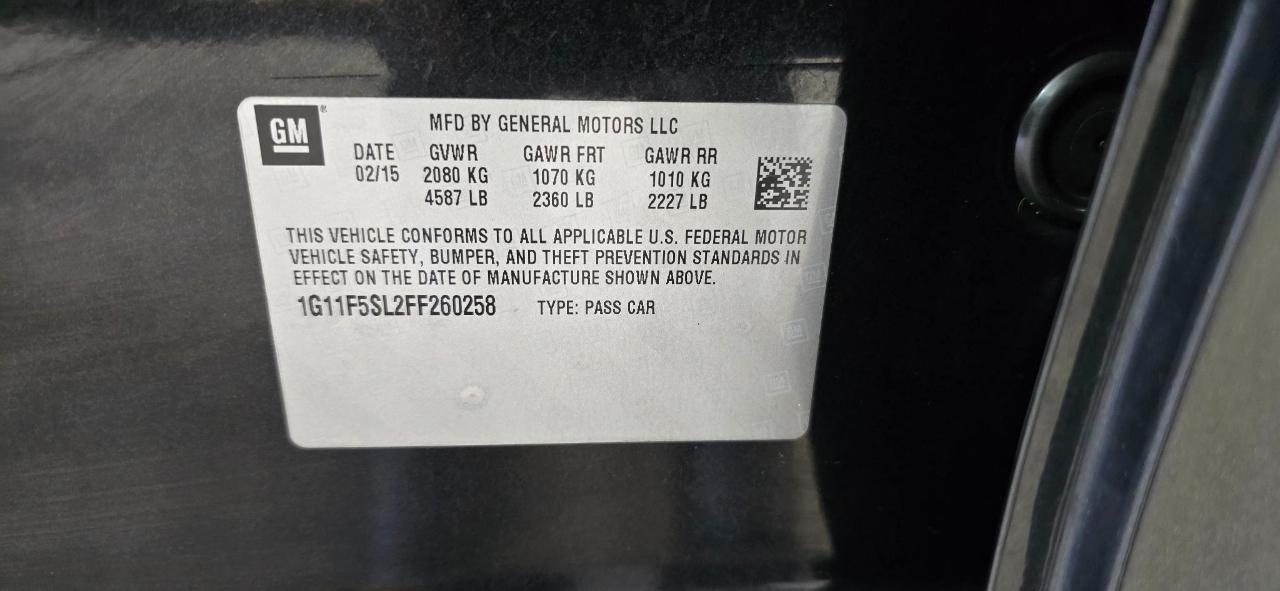 GM®
MFD BY GENERAL MOTORS LLC
DATE GVWR GAWR FRT GAWR RR
02/15 2080 KG 1070 KG 1010 KG
4587 LB 2360 LB 2227 LB
THIS VEHICLE CONFORMS TO ALL APPLICABLE U.S. FEDERAL MOTOR
VEHICLE SAFETY, BUMPER, AND THEFT PREVENTION STANDARDS IN
EFFECT ON THE DATE OF MANUFACTURE SHOWN ABOVE.
1G11F5SL2FF260258 TYPE: PASS CAR